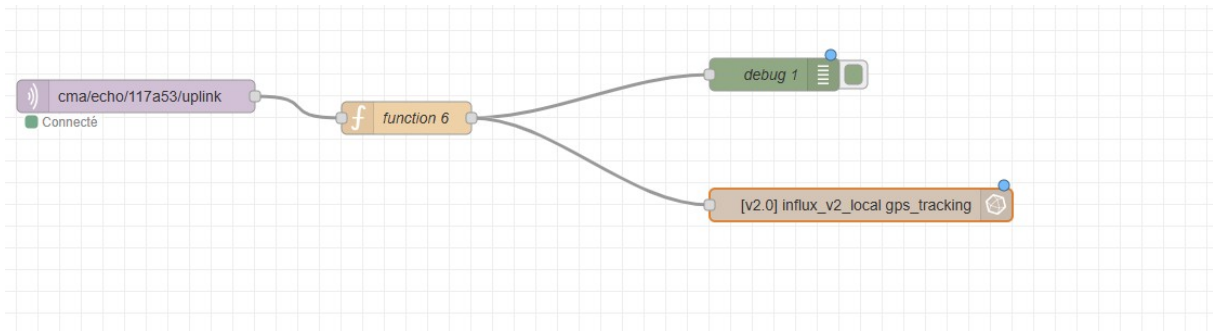 cma/echo/117a53/uplink
Connecté
function 6
debug 1
[v2.0] influx_v2_local gps_tracking